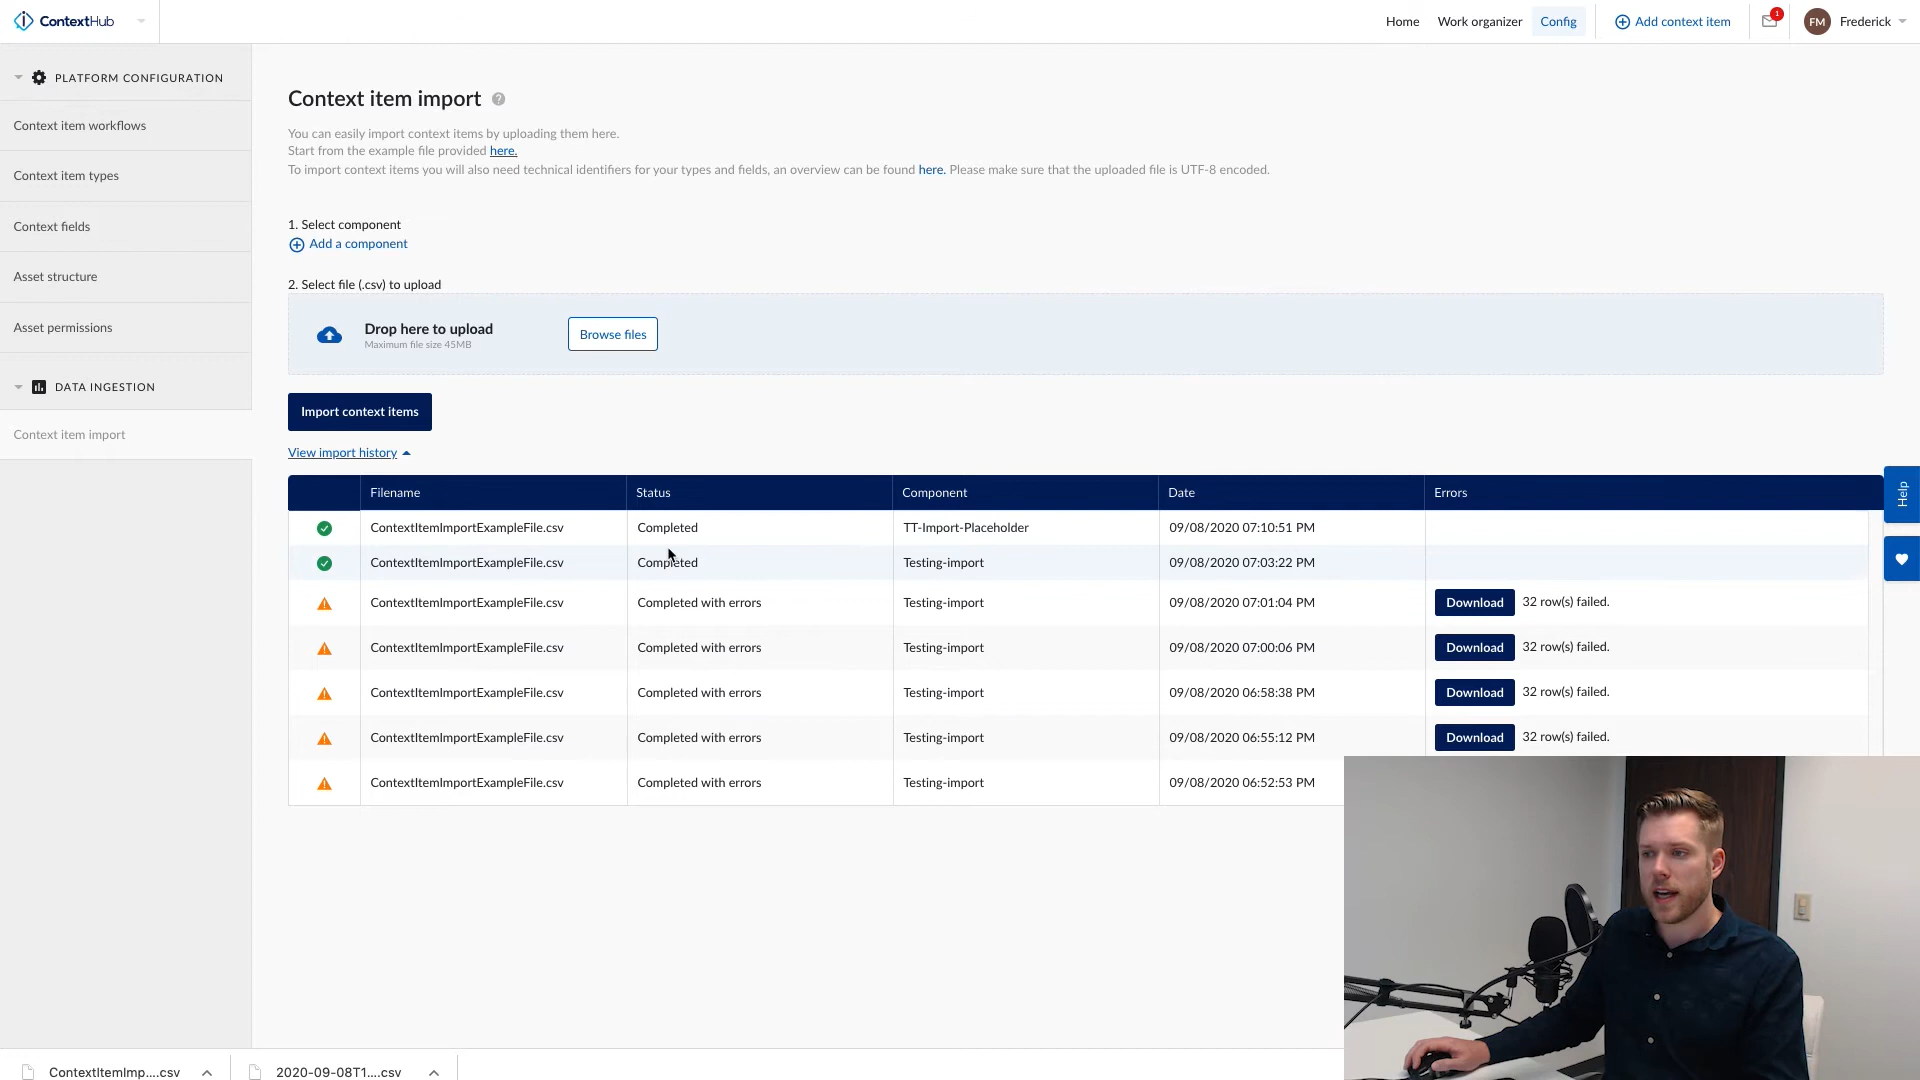 ContextHub
Home
Work organizer
Config
Add context item
1
FM
Frederick
PLATFORM CONFIGURATION
Context item workflows
Context item types
Context fields
Asset structure
Asset permissions
DATA INGESTION
Context item import
Context item import ?
You can easily import context items by uploading them here.
Start from the example file provided here.
To import context items you will also need technical identifiers for your types and fields, an overview can be found here. Please make sure that the uploaded file is UTF-8 encoded.
1. Select component
Add a component
2. Select file (.csv) to upload
Drop here to upload
Maximum file size 45MB
Browse files
Import context items
View import history
Filename Status Component Date Errors
ContextItemImportExampleFile.csv Completed TT-Import-Placeholder 09/08/2020 07:10:51 PM
ContextItemImportExampleFile.csv Completed Testing-import 09/08/2020 07:03:22 PM
ContextItemImportExampleFile.csv Completed with errors Testing-import 09/08/2020 07:01:04 PM Download 32 row(s) failed.
ContextItemImportExampleFile.csv Completed with errors Testing-import 09/08/2020 07:00:06 PM Download 32 row(s) failed.
ContextItemImportExampleFile.csv Completed with errors Testing-import 09/08/2020 06:58:38 PM Download 32 row(s) failed.
ContextItemImportExampleFile.csv Completed with errors Testing-import 09/08/2020 06:55:12 PM Download 32 row(s) failed.
ContextItemImportExampleFile.csv Completed with errors Testing-import 09/08/2020 06:52:53 PM
Help
ContextItemImp....csv
2020-09-08T1....csv